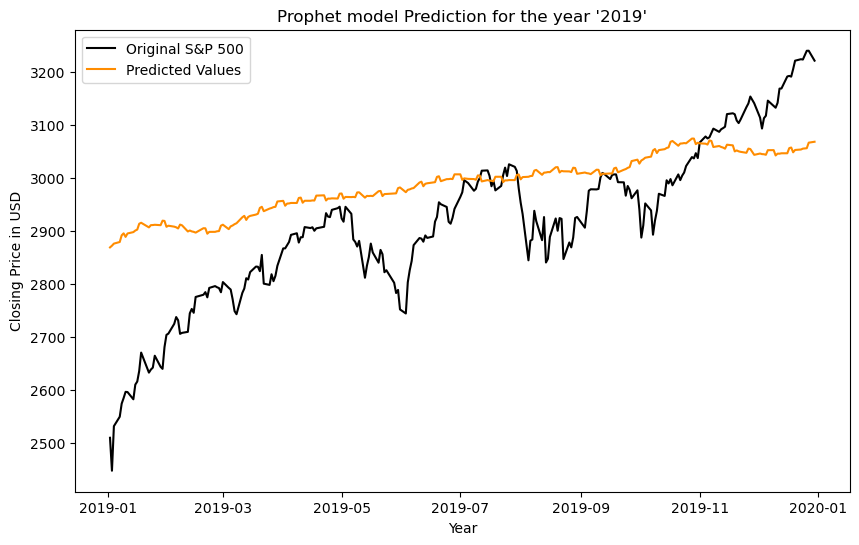 Prophet model Prediction for the year '2019'
Original S&P 500
Predicted Values
3200
3100
3000
2900
2800
2700
2600
2500
Closing Price in USD
2019-01 2019-03 2019-05 2019-07 2019-09 2019-11 2020-01
Year